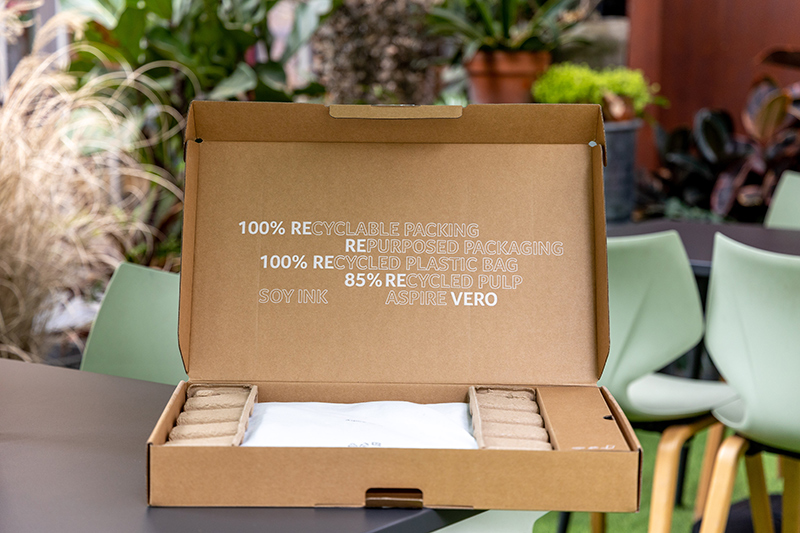 100% RECYCLABLE PACKING
REPURPOSED PACKAGING
100% RECYCLED PLASTIC BAG
85% RECYCLED PULP
SOY INK ASPIRE VERO